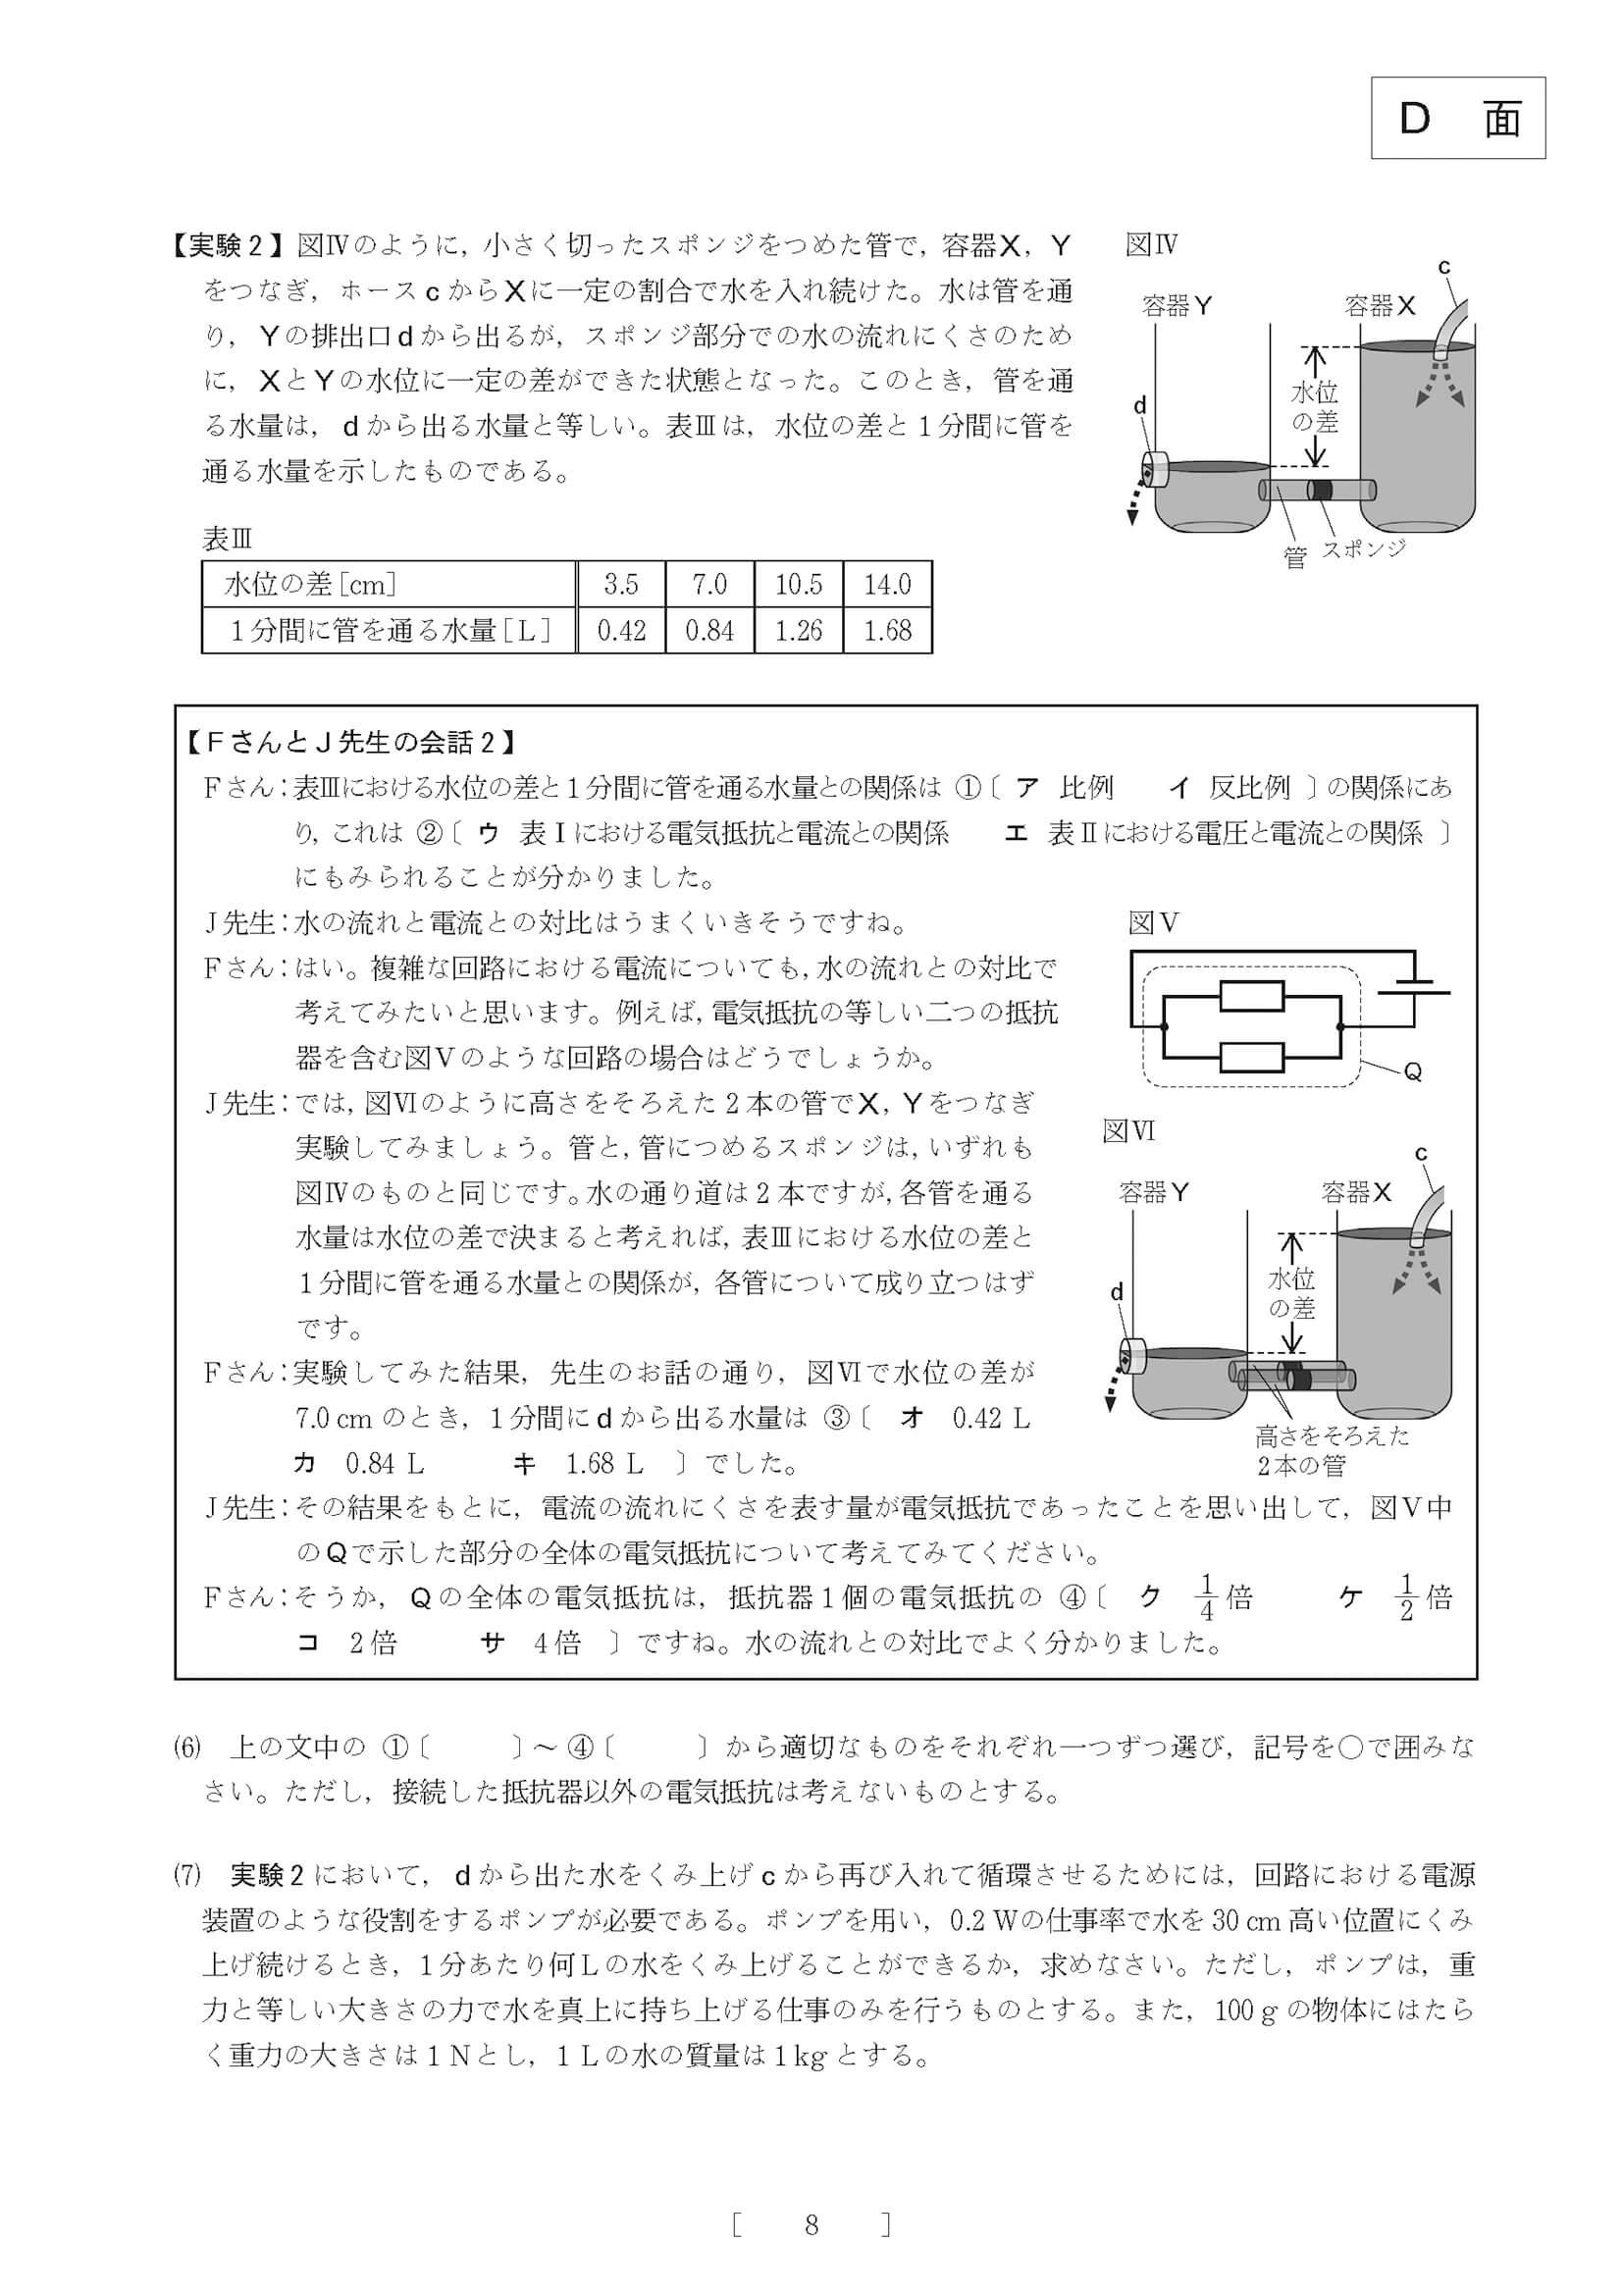 D 面
【実験2】図Ⅳのように，小さく切ったスポンジをつめた管で，容器X，Y
をつなぎ，ホースcからXに一定の割合で水を入れ続けた。水は管を通
り，Yの排出口dから出るが，スポンジ部分での水の流れにくさのため
に，XとYの水位に一定の差ができた状態となった。このとき，管を通
る水量は，dから出る水量と等しい。表Ⅲは，水位の差と1分間に管を
通る水量を示したものである。
図Ⅳ
c
容器Y 容器X
水位
の差
d
管 スポンジ
表Ⅲ
水位の差[cm] 3.5 7.0 10.5 14.0
1分間に管を通る水量[L] 0.42 0.84 1.26 1.68
【FさんとJ先生の会話2】
Fさん：表Ⅲにおける水位の差と1分間に管を通る水量との関係は ①〔 ア 比例 イ 反比例 〕の関係にあ
り，これは ②〔 ウ 表Ⅰにおける電気抵抗と電流との関係 エ 表Ⅱにおける電圧と電流との関係 〕
にもみられることが分かりました。
J先生：水の流れと電流との対比はうまくいきそうですね。
Fさん：はい。複雑な回路における電流についても，水の流れとの対比で
考えてみたいと思います。例えば，電気抵抗の等しい二つの抵抗
器を含む図Ⅴのような回路の場合はどうでしょうか。
J先生：では，図Ⅵのように高さをそろえた2本の管でX，Yをつなぎ
実験してみましょう。管と，管につめるスポンジは，いずれも
図Ⅳのものと同じです。水の通り道は2本ですが，各管を通る
水量は水位の差で決まると考えれば，表Ⅲにおける水位の差と
1分間に管を通る水量との関係が，各管について成り立つはず
です。
Fさん：実験してみた結果，先生のお話の通り，図Ⅵで水位の差が
7.0 cm のとき，1分間にdから出る水量は ③〔 オ 0.42 L
カ 0.84 L キ 1.68 L 〕でした。
J先生：その結果をもとに，電流の流れにくさを表す量が電気抵抗であったことを思い出して，図Ⅴ中
のQで示した部分の全体の電気抵抗について考えてみてください。
Fさん：そうか，Qの全体の電気抵抗は，抵抗器1個の電気抵抗の ④〔 ク 1/4倍 ケ 1/2倍
コ 2倍 サ 4倍 〕ですね。水の流れとの対比でよく分かりました。
図Ⅴ
Q
図Ⅵ
c
容器Y 容器X
水位
の差
d
高さをそろえた
2本の管
(6) 上の文中の ①〔 〕～④〔 〕から適切なものをそれぞれ一つずつ選び，記号を○で囲みな
さい。ただし，接続した抵抗器以外の電気抵抗は考えないものとする。
(7) 実験2において，dから出た水をくみ上げcから再び入れて循環させるためには，回路における電源
装置のような役割をするポンプが必要である。ポンプを用い，0.2 Wの仕事率で水を30 cm高い位置にくみ
上げ続けるとき，1分あたり何Lの水をくみ上げることができるか，求めなさい。ただし，ポンプは，重
力と等しい大きさの力で水を真上に持ち上げる仕事のみを行うものとする。また，100 gの物体にはたら
く重力の大きさは1Nとし，1Lの水の質量は1kgとする。
[ 8 ]